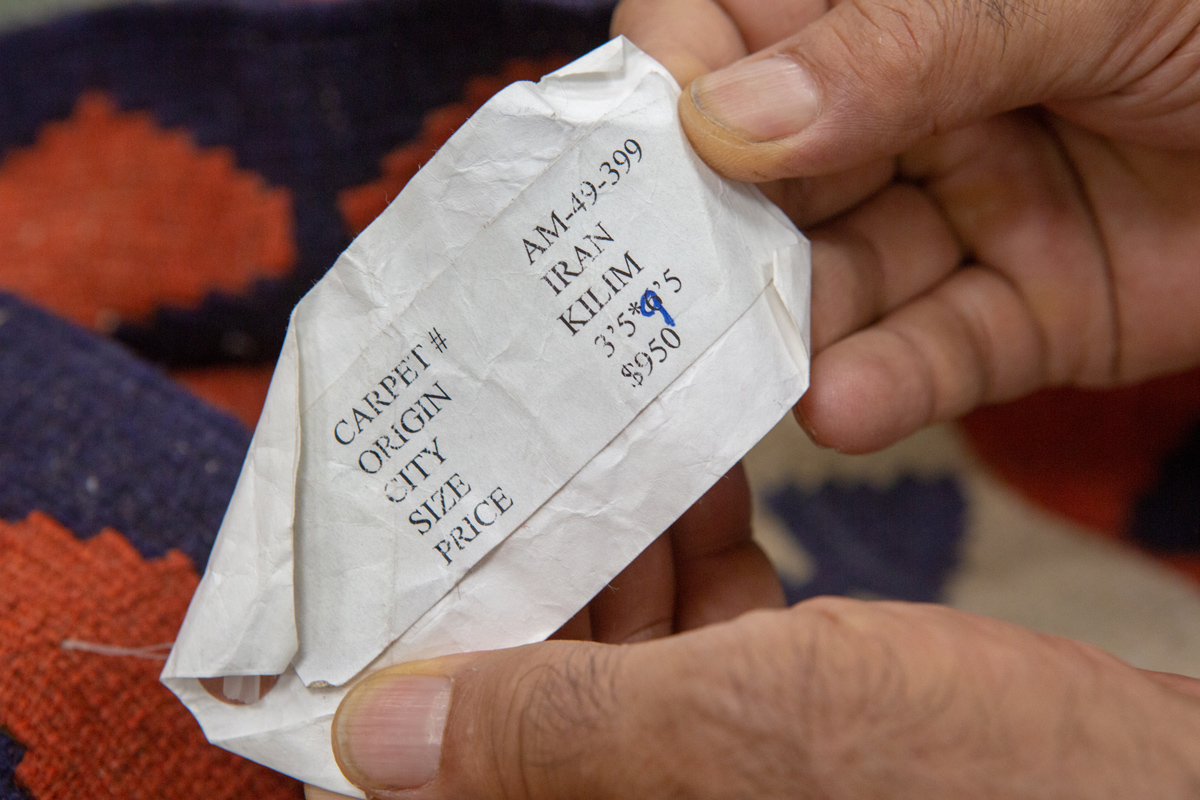 CARPET # AM-49-399
ORIGIN IRAN
CITY KILIM
SIZE 3'5*9'5
PRICE $950